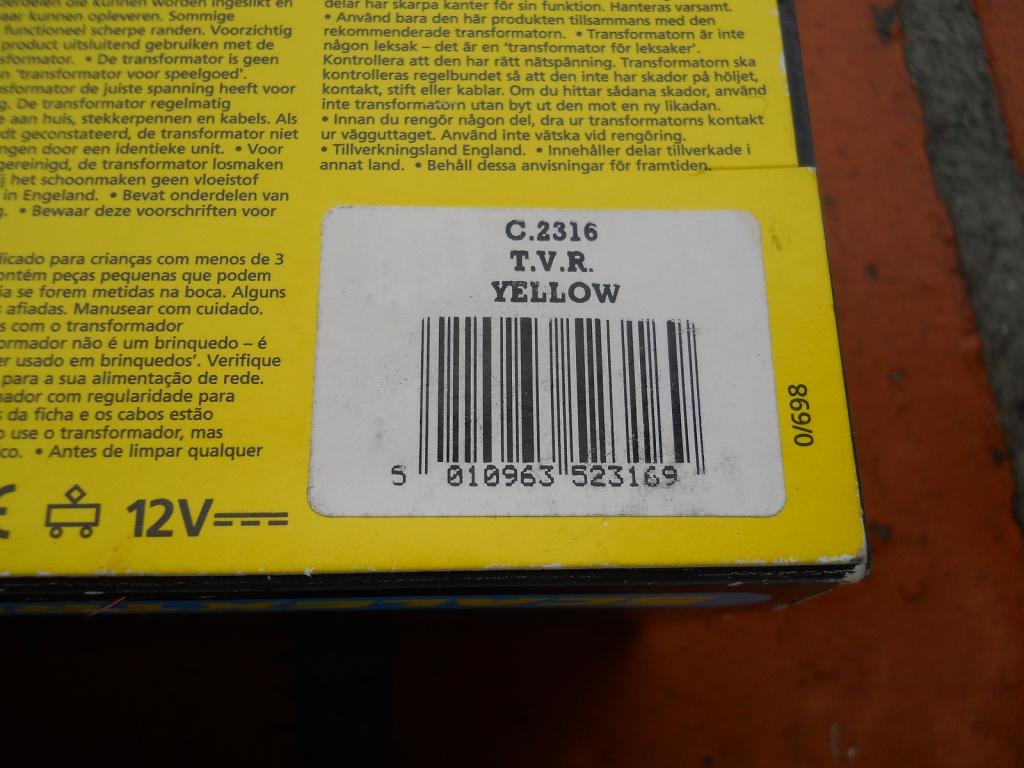 kunnen worden ingeslikt en
kunnen opleveren. Sommige
functioneel scherpe randen. Voorzichtig
product uitsluitend gebruiken met de
• De transformator is geen
'transformator voor speelgoed'.
de juiste spanning heeft voor
De transformator regelmatig
aan huis, stekkerpennen en kabels. Als
geconstateerd, de transformator niet
door een identieke unit. • Voor
gereinigd, de transformator losmaken
het schoonmaken geen vloeistof
in Engeland. • Bevat onderdelen van
• Bewaar deze voorschriften voor
delar har skarpa kanter för sin funktion. Hanteras varsamt.
• Använd bara den här produkten tillsammans med den
rekommenderade transformatorn. • Transformatorn är inte
någon leksak – det är en 'transformator för leksaker'.
Kontrollera att den har rätt nätspänning. Transformatorn ska
kontrolleras regelbundet så att den inte har skador på höljet,
kontakt, stift eller kablar. Om du hittar sådana skador, använd
inte transformatorn utan byt ut den mot en ny likadan.
• Innan du rengör någon del, dra ur transformatorns kontakt
ur vägguttaget. Använd inte vätska vid rengöring.
• Tillverkningsland England. • Innehåller delar tillverkade i
annat land. • Behåll dessa anvisningar för framtiden.
para crianças com menos de 3
peças pequenas que podem
se forem metidas na boca. Alguns
afiadas. Manusear com cuidado.
com o transformador
não é um brinquedo – é
usado em brinquedos'. Verifique
para a sua alimentação de rede.
com regularidade para
da ficha e os cabos estão
use o transformador, mas
• Antes de limpar qualquer
12V
C.2316
T.V.R.
YELLOW
5 010963 523169
0/698